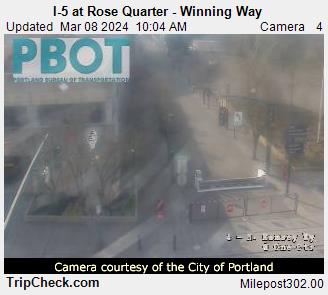 I-5 at Rose Quarter - Winning Way
Updated Mar 08 2024 10:04 AM Camera 4
PBOT
PORTLAND BUREAU OF TRANSPORTATION
Camera courtesy of the City of Portland
TripCheck.com Milepost302.00